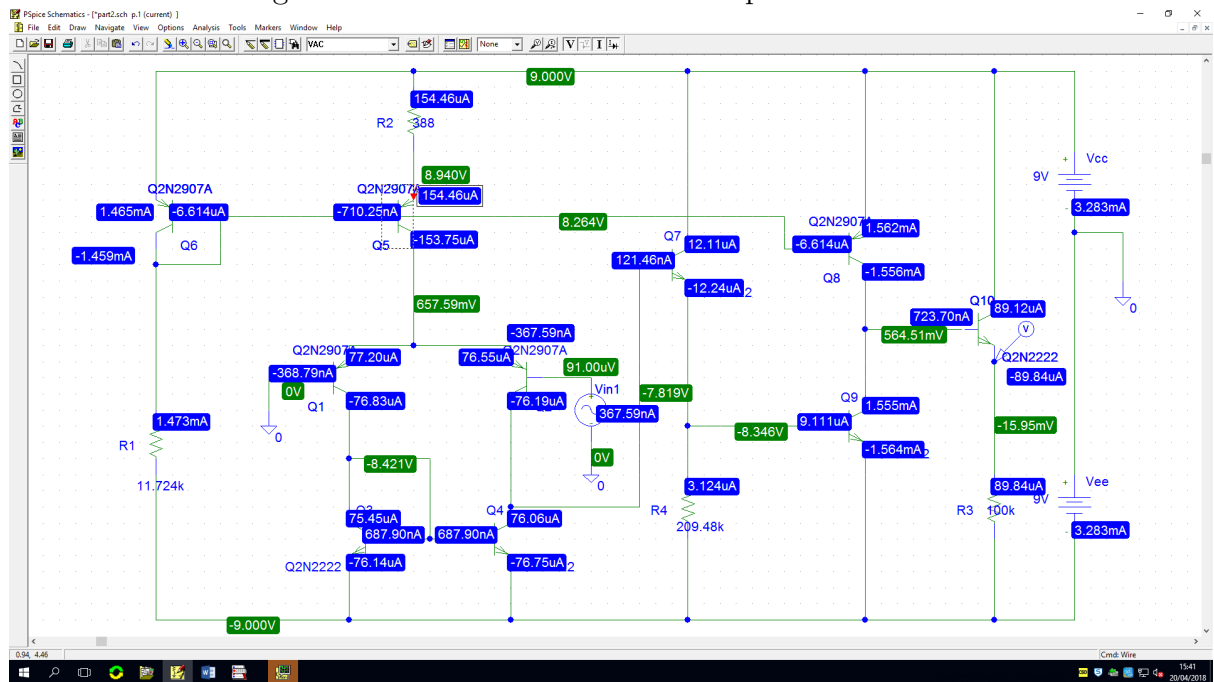 PSpice Schematics - [*part2.sch p.1 (current) ]
File Edit Draw Navigate View Options Analysis Tools Markers Window Help
VAC
None
V
I
9.000V
154.46uA
R2
388
Vcc
9V
8.940V
Q2N2907A
Q2N2907A
154.46uA
1.465mA
-6.614uA
-710.25nA
3.283mA
8.264V
Q2N2907A
1.562mA
Q6
Q5
-153.75uA
Q7
12.11uA
-6.614uA
-1.459mA
121.46nA
-1.556mA
Q8
-12.24uA
2
Q10
89.12uA
0
657.59mV
723.70nA
V
-367.59nA
564.51mV
Q2N2907A
77.20uA
76.55uA
Q2N2907A
Q2N2222
91.00uV
-368.79nA
-89.84uA
0V
Vin1
-7.819V
Q1
-76.83uA
-76.19uA
Q9
1.555mA
367.59nA
1.473mA
9.111uA
-8.346V
-15.95mV
0
R1
-1.564mA
2
-8.421V
0V
11.724k
3.124uA
89.84uA
Vee
0
9V
R4
R3
100k
Q4
75.45uA
76.06uA
209.48k
687.90nA
687.90nA
3.283mA
Q2N2222
-76.14uA
-76.75uA
2
-9.000V
0.94, 4.46
Cmd: Wire
15:41
20/04/2018